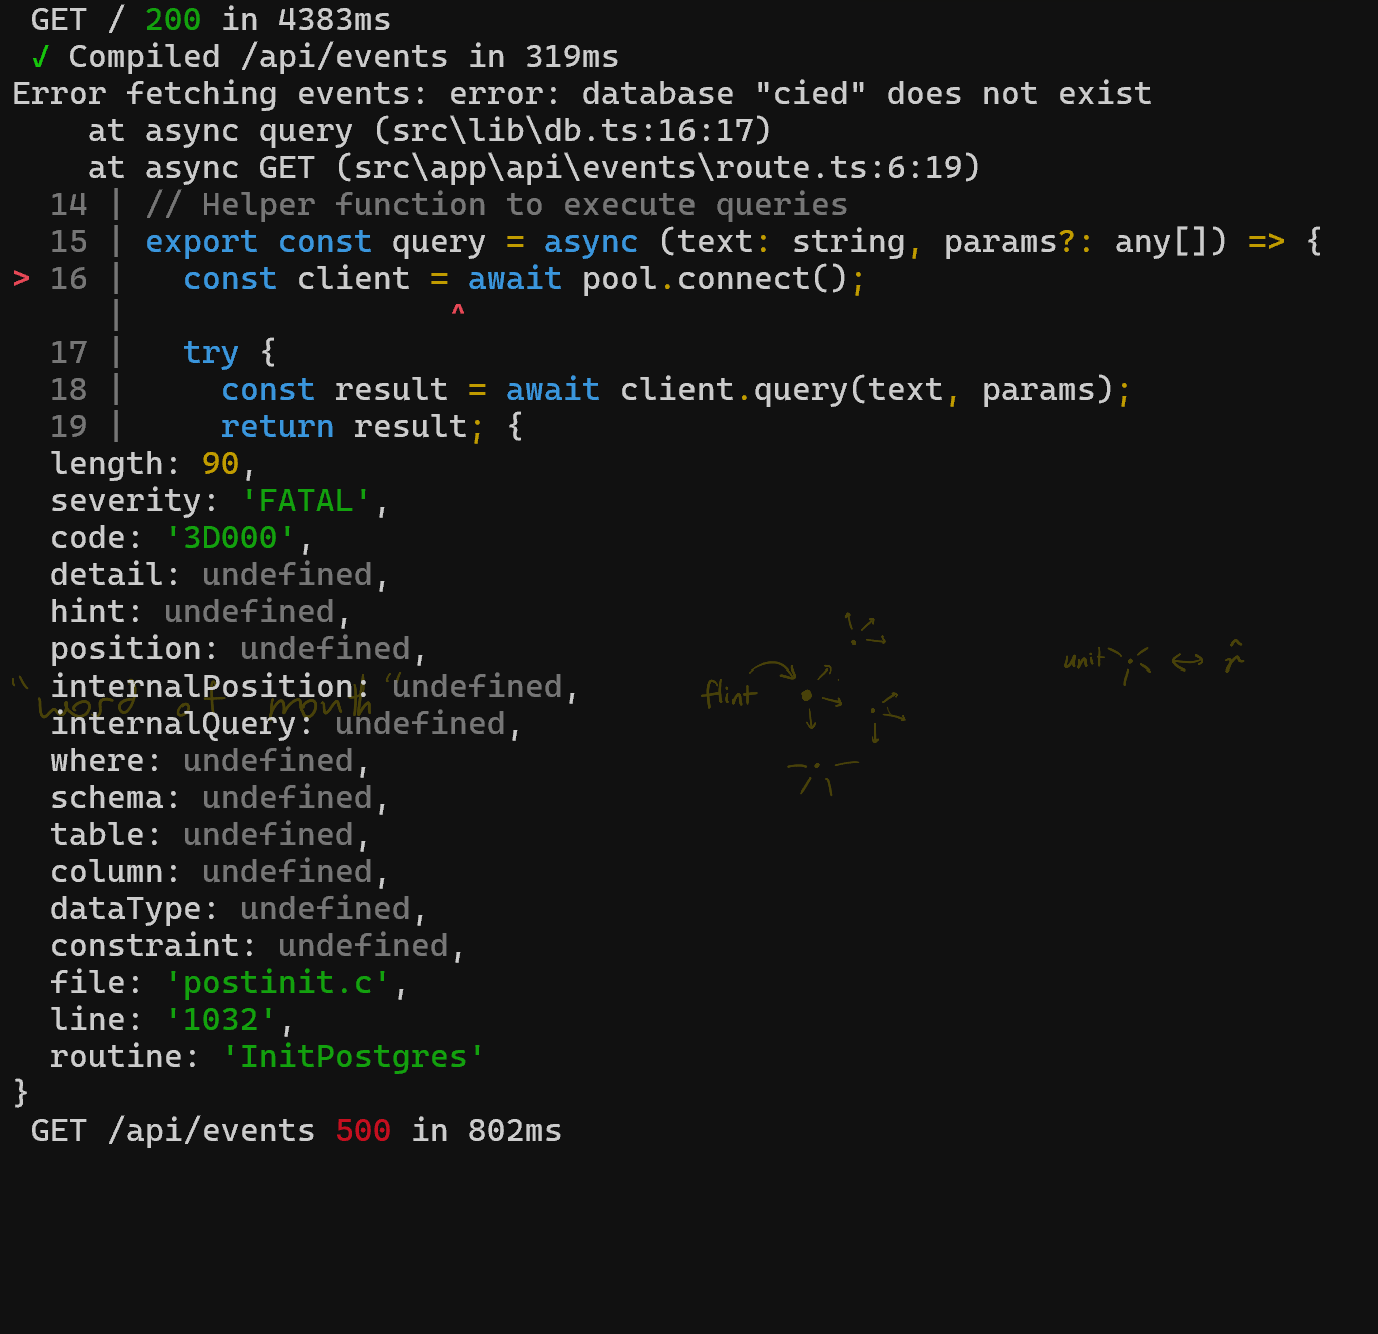 GET / 200 in 4383ms
✓ Compiled /api/events in 319ms
Error fetching events: error: database "cied" does not exist
    at async query (src\lib\db.ts:16:17)
    at async GET (src\app\api\events\route.ts:6:19)
  14 | // Helper function to execute queries
  15 | export const query = async (text: string, params?: any[]) => {
> 16 |   const client = await pool.connect();
     |                  ^
  17 |   try {
  18 |     const result = await client.query(text, params);
  19 |     return result; {
  length: 90,
  severity: 'FATAL',
  code: '3D000',
  detail: undefined,
  hint: undefined,
  position: undefined,
  internalPosition: undefined,
  internalQuery: undefined,
  where: undefined,
  schema: undefined,
  table: undefined,
  column: undefined,
  dataType: undefined,
  constraint: undefined,
  file: 'postinit.c',
  line: '1032',
  routine: 'InitPostgres'
}
GET /api/events 500 in 802ms
"word of mouth"
flint
unit ↔ r̂